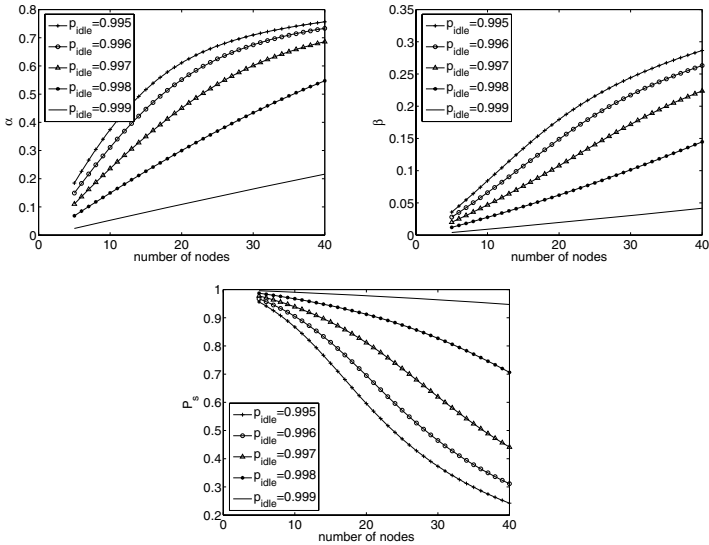 0.8
0.7
0.6
0.5
0.4
0.3
0.2
0.1
0
α
p_idle=0.995
p_idle=0.996
p_idle=0.997
p_idle=0.998
p_idle=0.999
0 10 20 30 40
number of nodes
0.35
0.3
0.25
0.2
0.15
0.1
0.05
0
β
p_idle=0.995
p_idle=0.996
p_idle=0.997
p_idle=0.998
p_idle=0.999
0 10 20 30 40
number of nodes
1
0.9
0.8
0.7
0.6
0.5
0.4
0.3
0.2
P_s
p_idle=0.995
p_idle=0.996
p_idle=0.997
p_idle=0.998
p_idle=0.999
0 10 20 30 40
number of nodes